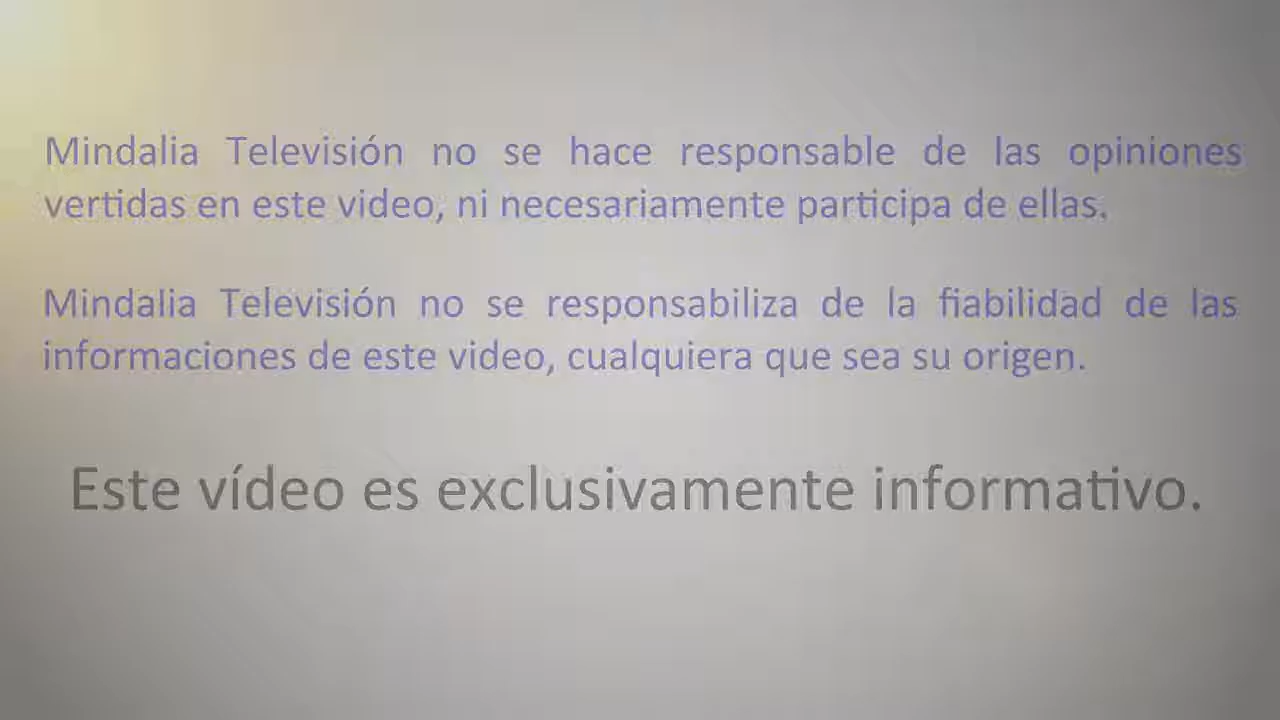 Mindalia Televisión no se hace responsable de las opiniones
vertidas en este video, ni necesariamente participa de ellas.
Mindalia Televisión no se responsabiliza de la fiabilidad de las
informaciones de este video, cualquiera que sea su origen.
Este vídeo es exclusivamente informativo.